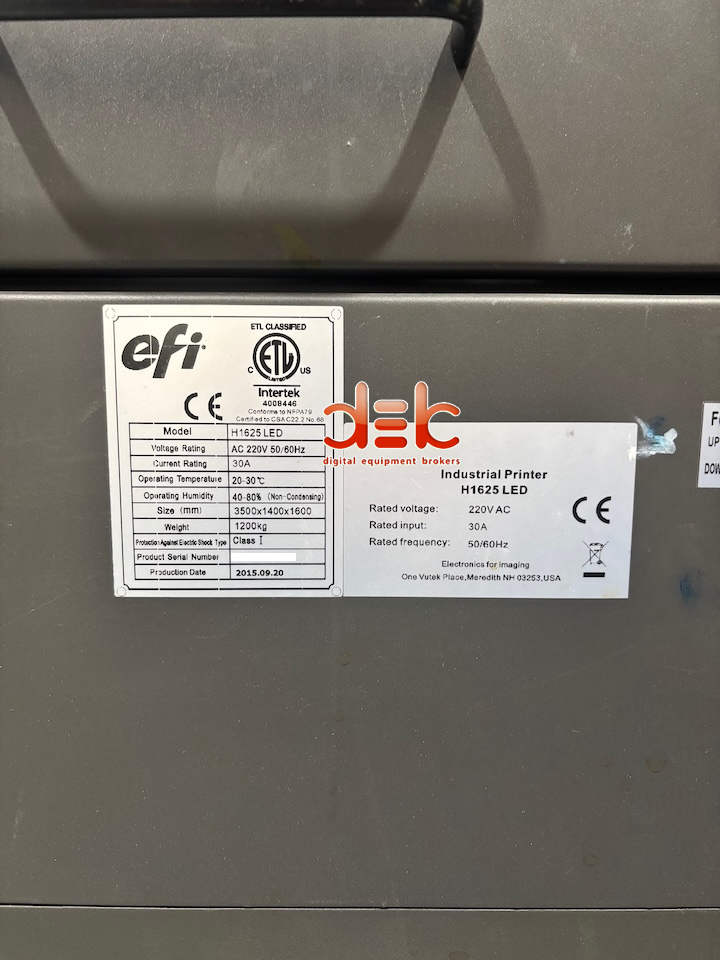 efi
ETL CLASSIFIED
ETL
C US
LISTED
Intertek
4008446
Conforms to NFPA79
Certified to CSA C22.2 No.68
CE
Model H1625 LED
Voltage Rating AC 220V 50/60Hz
Current Rating 30A
Operating Temperature 20-30℃
Operating Humidity 40-80% (Non-Condensing)
Size (mm) 3500x1400x1600
Weight 1200kg
Protection Against Electric Shock Type Class I
Product Serial Number
Production Date 2015.09.20
deb
digital equipment brokers
Industrial Printer
H1625 LED
Rated voltage: 220V AC
Rated input: 30A
Rated frequency: 50/60Hz
CE
Electronics for imaging
One Vutek Place, Meredith NH 03253, USA
UP